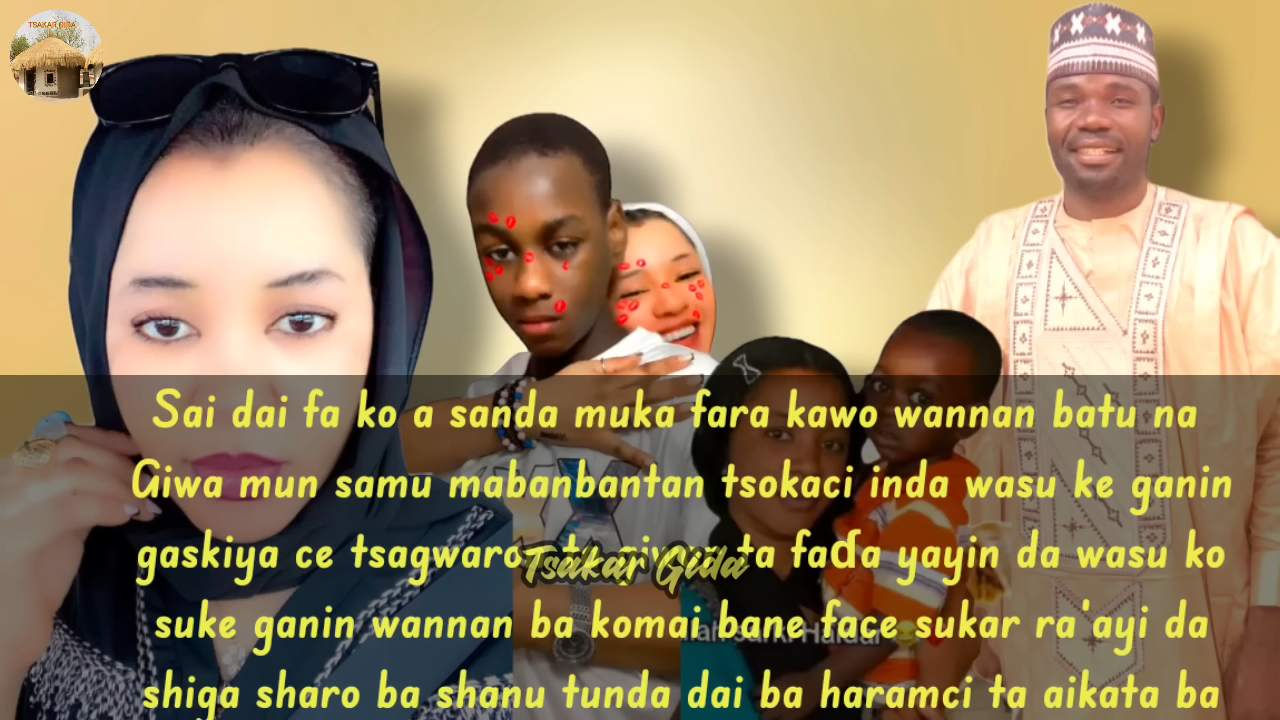 TSAKAR GIDA
Sai dai fa ko a sanda muka fara kawo wannan batu na
Giwa mun samu mabanbantan tsokaci inda wasu ke ganin
gaskiya ce tsagwaro ta faɗa yayin da wasu ko
Tsakar Gida
suke ganin wannan ba komai bane face sukar ra'ayi da
shiga sharo ba shanu tunda dai ba haramci ta aikata ba